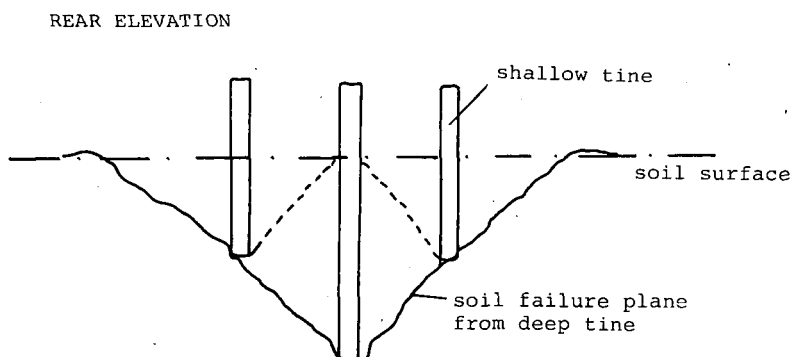 REAR ELEVATION
shallow tine
soil surface
soil failure plane
from deep tine